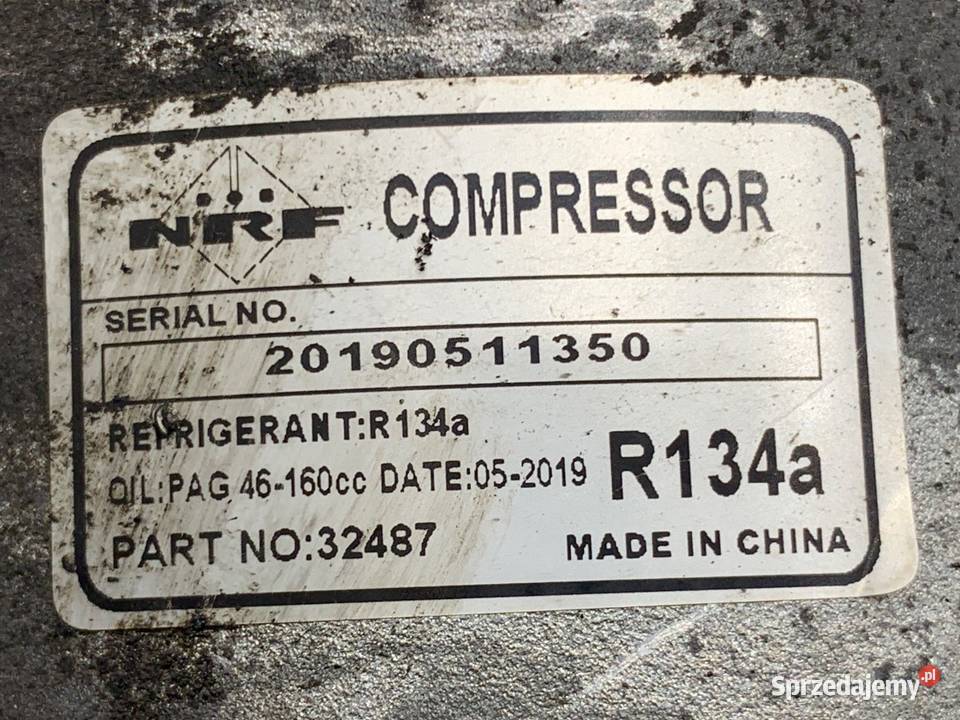 NRF COMPRESSOR
SERIAL NO.
20190511350
REFRIGERANT:R134a
OIL:PAG 46-160cc DATE:05-2019 R134a
PART NO:32487 MADE IN CHINA
Sprzedajemy.pl